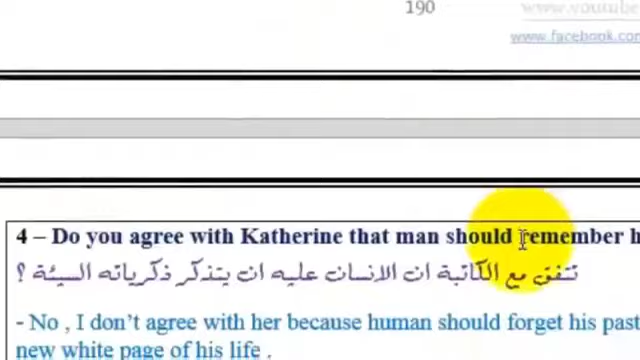 190
www.youtube
www.facebook.com
4 – Do you agree with Katherine that man should remember h
تتفق مع الكاتبة ان الانسان عليه ان يتذكر ذكرياته السيئة ؟
- No , I don’t agree with her because human should forget his past
new white page of his life .